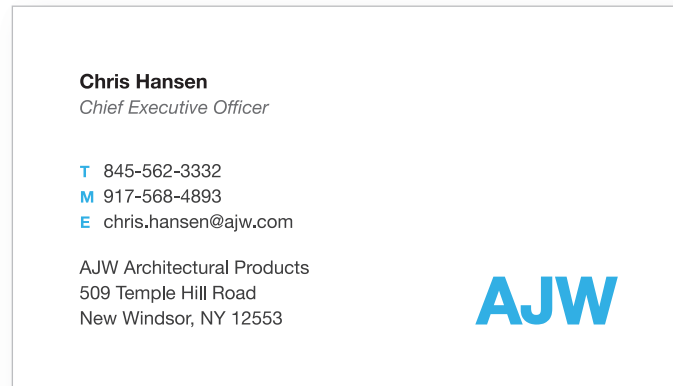 Chris Hansen
Chief Executive Officer
T 845-562-3332
M 917-568-4893
E chris.hansen@ajw.com
AJW Architectural Products
509 Temple Hill Road
New Windsor, NY 12553
AJW